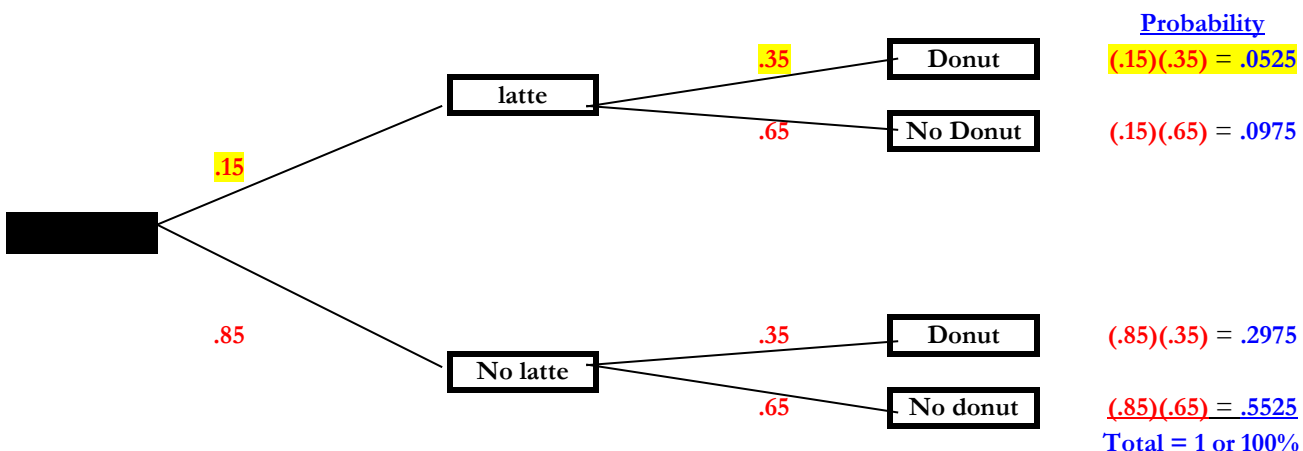 Probability
.35 Donut (.15)(.35) = .0525
latte
.65 No Donut (.15)(.65) = .0975
.15
.85 .35 Donut (.85)(.35) = .2975
No latte
.65 No donut (.85)(.65) = .5525
Total = 1 or 100%